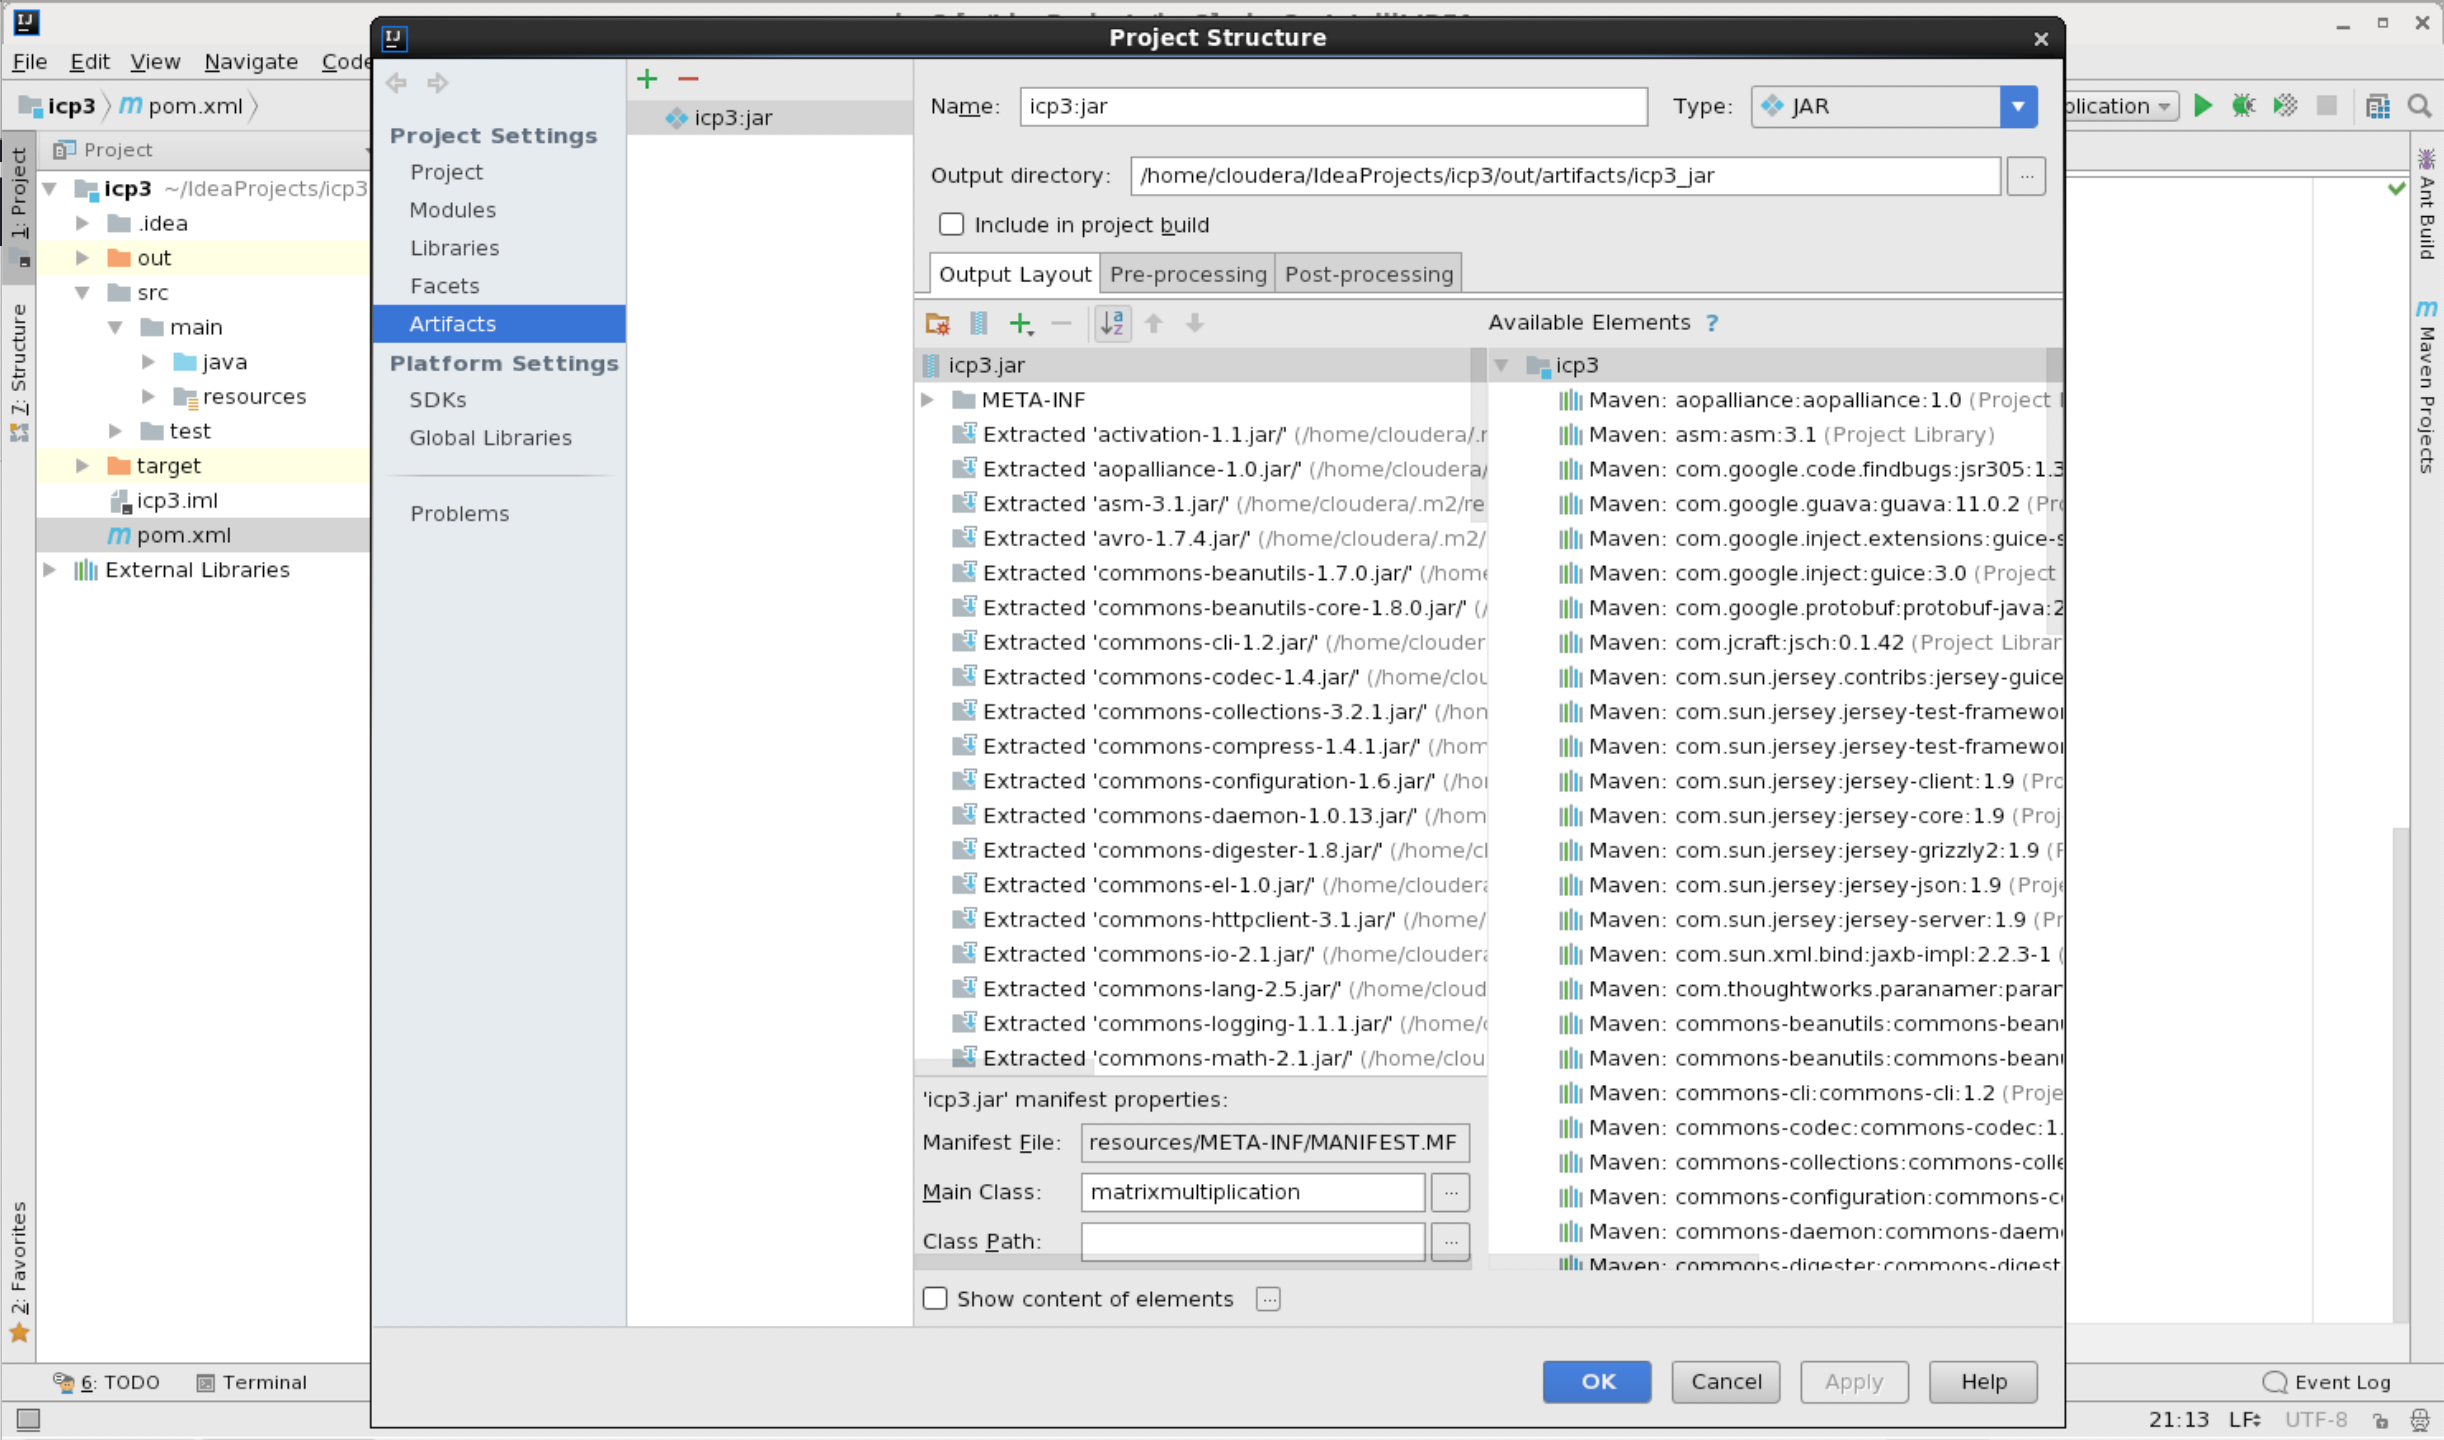 Project Structure
File Edit View Navigate Code
icp3 pom.xml
plication
Project
icp3 ~/IdeaProjects/icp3
.idea
out
src
main
java
resources
test
target
icp3.iml
pom.xml
External Libraries
1: Project
7: Structure
2: Favorites
Project Settings
Project
Modules
Libraries
Facets
Artifacts
Platform Settings
SDKs
Global Libraries
Problems
icp3:jar
Name: icp3:jar Type: JAR
Output directory: /home/cloudera/IdeaProjects/icp3/out/artifacts/icp3_jar ...
Include in project build
Output Layout Pre-processing Post-processing
Available Elements ?
icp3.jar
META-INF
Extracted 'activation-1.1.jar/' (/home/cloudera/.r
Extracted 'aopalliance-1.0.jar/' (/home/cloudera/
Extracted 'asm-3.1.jar/' (/home/cloudera/.m2/re
Extracted 'avro-1.7.4.jar/' (/home/cloudera/.m2/
Extracted 'commons-beanutils-1.7.0.jar/' (/home
Extracted 'commons-beanutils-core-1.8.0.jar/' (/
Extracted 'commons-cli-1.2.jar/' (/home/clouder
Extracted 'commons-codec-1.4.jar/' (/home/clou
Extracted 'commons-collections-3.2.1.jar/' (/hon
Extracted 'commons-compress-1.4.1.jar/' (/hom
Extracted 'commons-configuration-1.6.jar/' (/hor
Extracted 'commons-daemon-1.0.13.jar/' (/hom
Extracted 'commons-digester-1.8.jar/' (/home/cl
Extracted 'commons-el-1.0.jar/' (/home/cloudera
Extracted 'commons-httpclient-3.1.jar/' (/home/
Extracted 'commons-io-2.1.jar/' (/home/cloudera
Extracted 'commons-lang-2.5.jar/' (/home/cloud
Extracted 'commons-logging-1.1.1.jar/' (/home/c
Extracted 'commons-math-2.1.jar/' (/home/clou
'icp3.jar' manifest properties:
Manifest File: resources/META-INF/MANIFEST.MF
Main Class: matrixmultiplication ...
Class Path: ...
Show content of elements ...
icp3
Maven: aopalliance:aopalliance:1.0 (Project
Maven: asm:asm:3.1 (Project Library)
Maven: com.google.code.findbugs:jsr305:1.3
Maven: com.google.guava:guava:11.0.2 (Pro
Maven: com.google.inject.extensions:guice-s
Maven: com.google.inject:guice:3.0 (Project
Maven: com.google.protobuf:protobuf-java:2
Maven: com.jcraft:jsch:0.1.42 (Project Librar
Maven: com.sun.jersey.contribs:jersey-guice
Maven: com.sun.jersey.jersey-test-framewor
Maven: com.sun.jersey.jersey-test-framewor
Maven: com.sun.jersey:jersey-client:1.9 (Pro
Maven: com.sun.jersey:jersey-core:1.9 (Proj
Maven: com.sun.jersey:jersey-grizzly2:1.9 (P
Maven: com.sun.jersey:jersey-json:1.9 (Proje
Maven: com.sun.jersey:jersey-server:1.9 (Pr
Maven: com.sun.xml.bind:jaxb-impl:2.2.3-1 (
Maven: com.thoughtworks.paranamer:parar
Maven: commons-beanutils:commons-beanu
Maven: commons-beanutils:commons-beanu
Maven: commons-cli:commons-cli:1.2 (Proje
Maven: commons-codec:commons-codec:1.
Maven: commons-collections:commons-colle
Maven: commons-configuration:commons-co
Maven: commons-daemon:commons-daem
Maven: commons-digester:commons-digest
OK Cancel Apply Help
Ant Build
Maven Projects
6: TODO Terminal Event Log
21:13 LF UTF-8